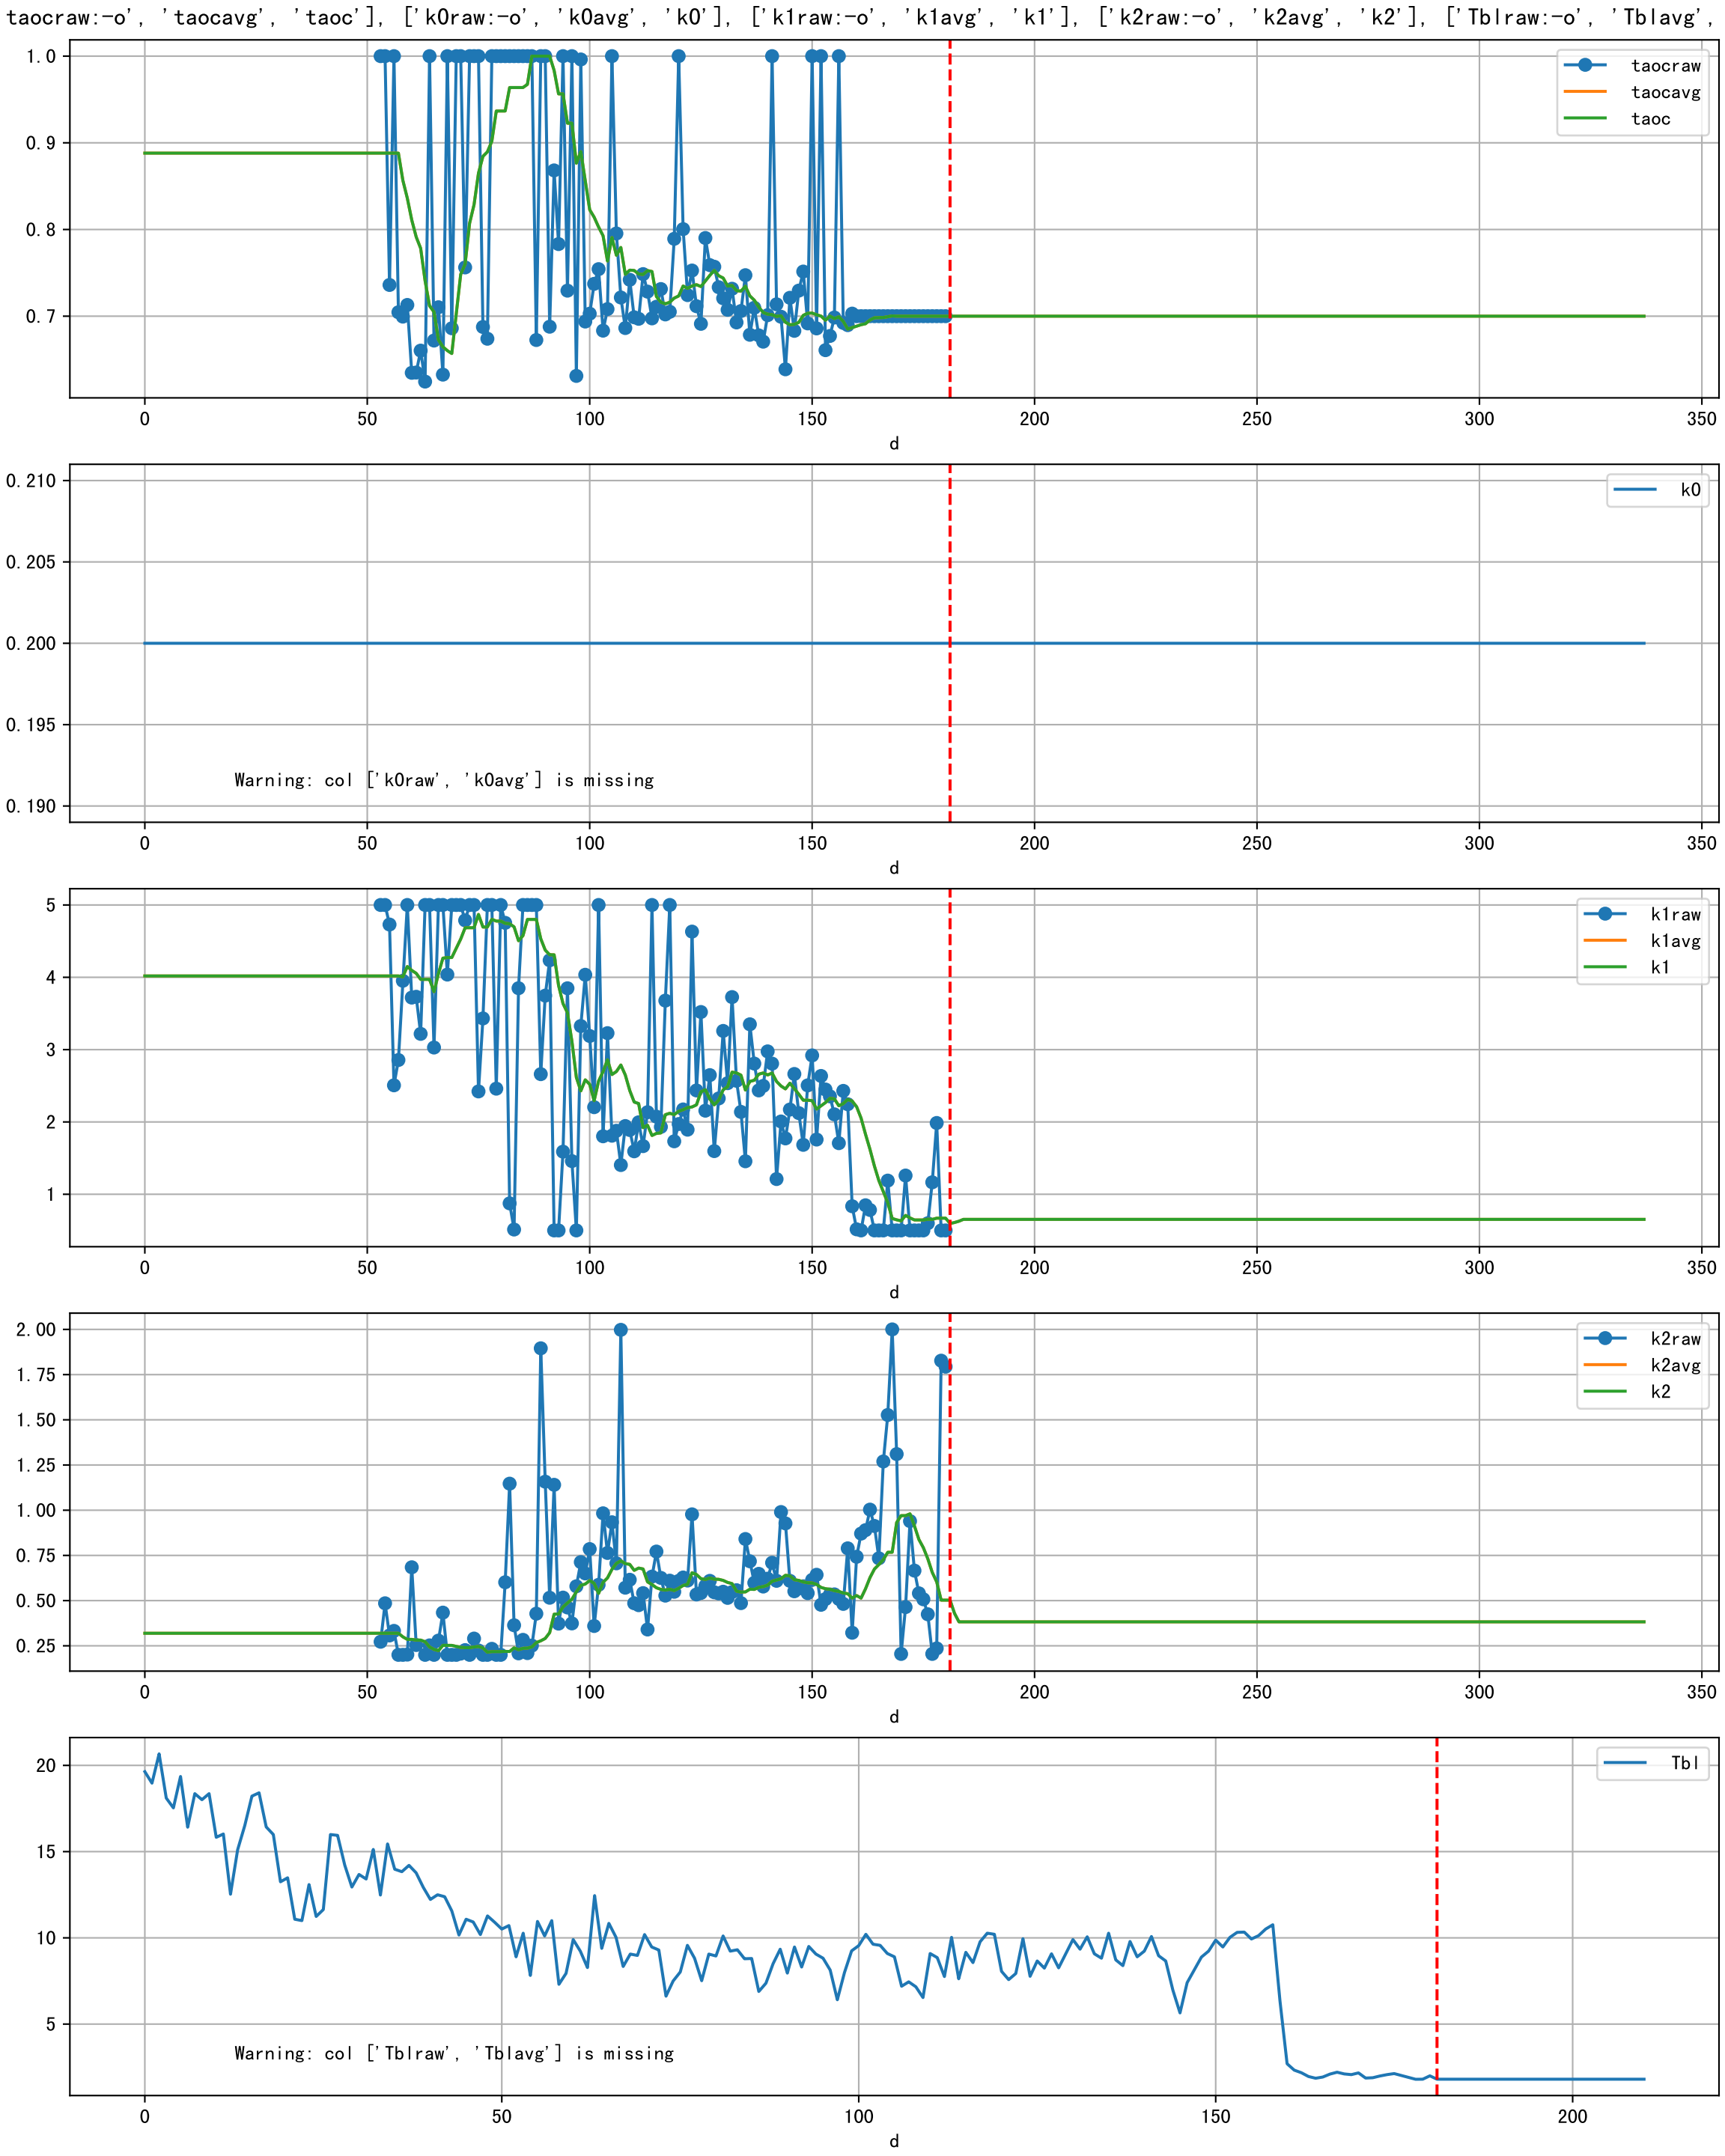 taocraw:-o', 'taocavg', 'taoc'], ['k0raw:-o', 'k0avg', 'k0'], ['k1raw:-o', 'k1avg', 'k1'], ['k2raw:-o', 'k2avg', 'k2'], ['Tblraw:-o', 'Tblavg',
1.0
0.9
0.8
0.7
taocraw
taocavg
taoc
0 50 100 150 200 250 300 350
d
0.210
0.205
0.200
0.195
0.190
k0
Warning: col ['k0raw', 'k0avg'] is missing
0 50 100 150 200 250 300 350
d
5
4
3
2
1
k1raw
k1avg
k1
0 50 100 150 200 250 300 350
d
2.00
1.75
1.50
1.25
1.00
0.75
0.50
0.25
k2raw
k2avg
k2
0 50 100 150 200 250 300 350
d
20
15
10
5
Tbl
Warning: col ['Tblraw', 'Tblavg'] is missing
0 50 100 150 200
d